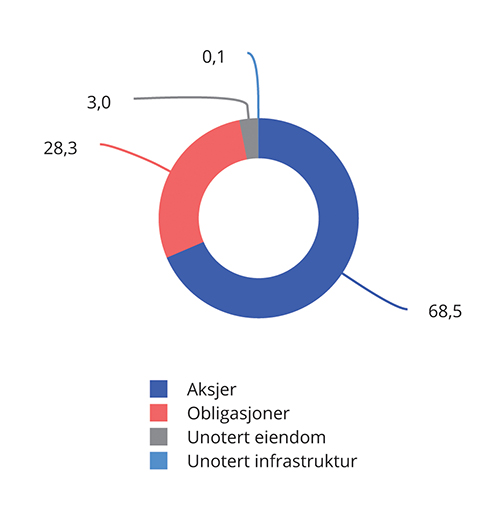 0,1
3,0
28,3
68,5
Aksjer
Obligasjoner
Unotert eiendom
Unotert infrastruktur